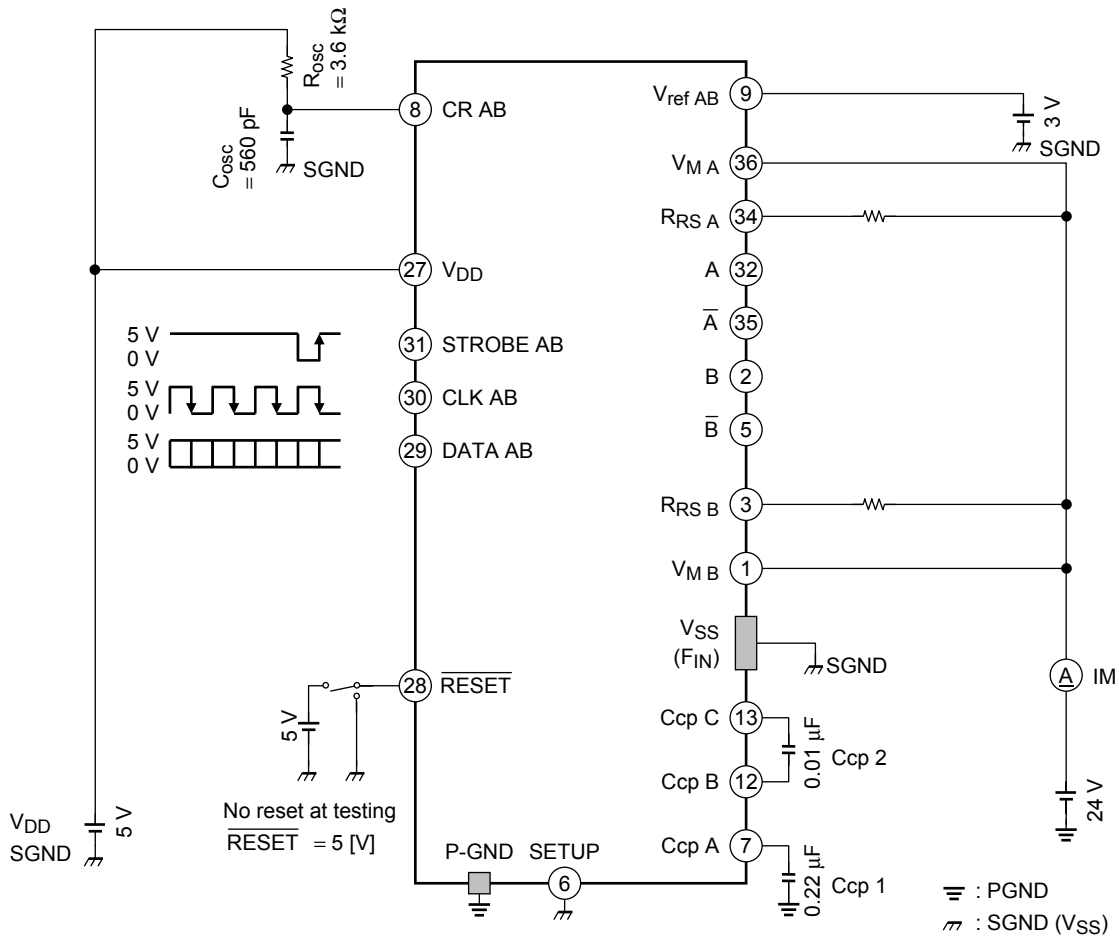 Rosc
= 3.6 kΩ
Cosc
= 560 pF
SGND
8
CR AB
Vref AB
9
3 V
SGND
VM A
36
RRS A
34
A
32
27
VDD
A̅
35
5 V
0 V
31
STROBE AB
B
2
5 V
0 V
30
CLK AB
B̅
5
5 V
0 V
29
DATA AB
RRS B
3
VM B
1
VSS
(FIN)
SGND
A
IM
28
R̅E̅S̅E̅T̅
5 V
Ccp C
13
0.01 µF
Ccp 2
Ccp B
12
24 V
No reset at testing
R̅E̅S̅E̅T̅ = 5 [V]
VDD
SGND
5 V
P-GND
SETUP
6
Ccp A
7
0.22 µF
Ccp 1
: PGND
: SGND (VSS)